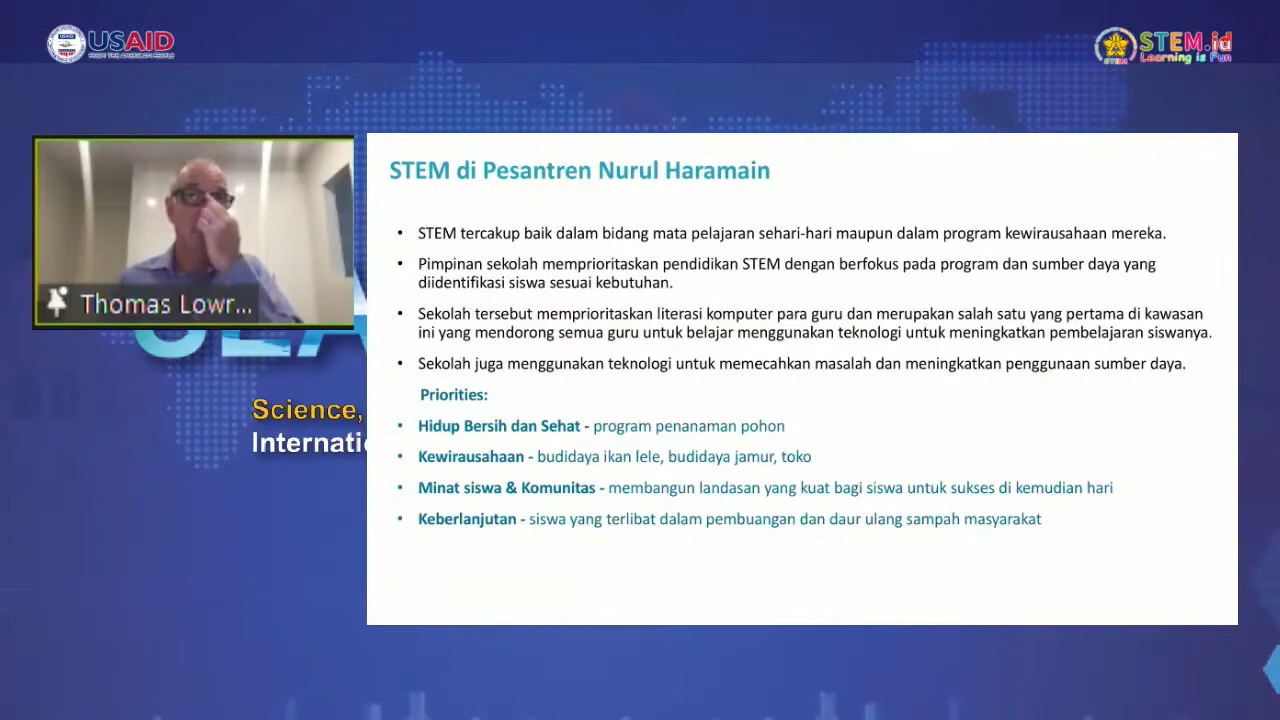 USAID
FROM THE AMERICAN PEOPLE
STEM.id
Learning is Fun
STEM
STEM di Pesantren Nurul Haramain
• STEM tercakup baik dalam bidang mata pelajaran sehari-hari maupun dalam program kewirausahaan mereka.
• Pimpinan sekolah memprioritaskan pendidikan STEM dengan berfokus pada program dan sumber daya yang
diidentifikasi siswa sesuai kebutuhan.
• Sekolah tersebut memprioritaskan literasi komputer para guru dan merupakan salah satu yang pertama di kawasan
ini yang mendorong semua guru untuk belajar menggunakan teknologi untuk meningkatkan pembelajaran siswanya.
• Sekolah juga menggunakan teknologi untuk memecahkan masalah dan meningkatkan penggunaan sumber daya.
Priorities:
• Hidup Bersih dan Sehat - program penanaman pohon
• Kewirausahaan - budidaya ikan lele, budidaya jamur, toko
• Minat siswa & Komunitas - membangun landasan yang kuat bagi siswa untuk sukses di kemudian hari
• Keberlanjutan - siswa yang terlibat dalam pembuangan dan daur ulang sampah masyarakat
Thomas Lowr...
Science,
Internatio